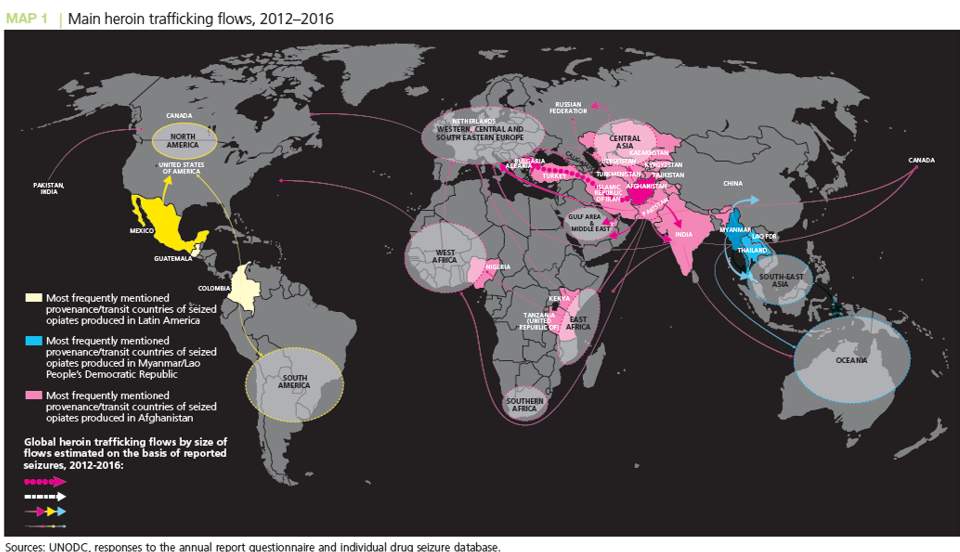 MAP 1 | Main heroin trafficking flows, 2012–2016
CANADA
NORTH
AMERICA
UNITED STATES
OF AMERICA
PAKISTAN,
INDIA
MEXICO
GUATEMALA
COLOMBIA
SOUTH
AMERICA
RUSSIAN
FEDERATION
NETHERLANDS
WESTERN, CENTRAL AND
SOUTH EASTERN EUROPE
BULGARIA
ALBANIA
TURKEY
CENTRAL
ASIA
KAZAKHSTAN
UZBEKISTAN
KYRGYZSTAN
TURKMENISTAN
TAJIKISTAN
ISLAMIC
REPUBLIC
OF IRAN
AFGHANISTAN
PAKISTAN
CHINA
CANADA
GULF AREA
&
MIDDLE EAST
INDIA
MYANMAR
LAO PDR
THAILAND
SOUTH-EAST
ASIA
WEST
AFRICA
NIGERIA
KEKYA
TANZANIA
(UNITED
REPUBLIC OF)
EAST
AFRICA
SOUTHERN
AFRICA
OCEANIA
Most frequently mentioned
provenance/transit countries of seized
opiates produced in Latin America
Most frequently mentioned
provenance/transit countries of seized
opiates produced in Myanmar/Lao
People's Democratic Republic
Most frequently mentioned
provenance/transit countries of seized
opiates produced in Afghanistan
Global heroin trafficking flows by size of
flows estimated on the basis of reported
seizures, 2012-2016:
Sources: UNODC, responses to the annual report questionnaire and individual drug seizure database.